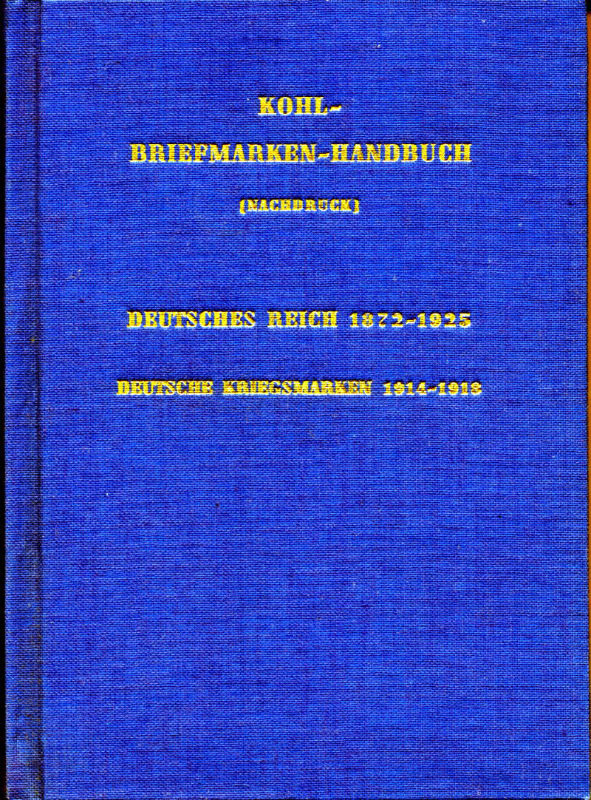 KOHL-
BRIEFMARKEN-HANDBUCH
(NACHDRUCK)
DEUTSCHES REICH 1872-1925
DEUTSCHE KRIEGSMARKEN 1914-1918